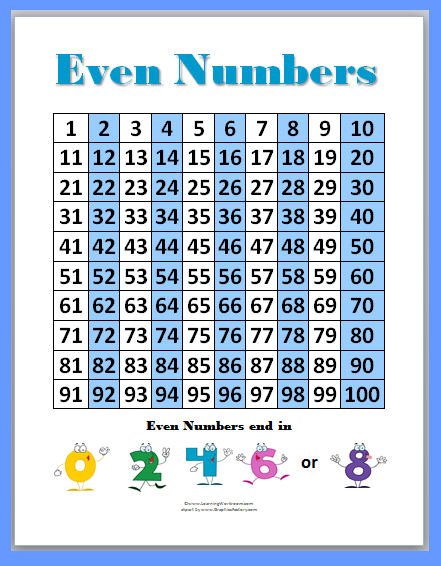 Even Numbers
1 2 3 4 5 6 7 8 9 10
11 12 13 14 15 16 17 18 19 20
21 22 23 24 25 26 27 28 29 30
31 32 33 34 35 36 37 38 39 40
41 42 43 44 45 46 47 48 49 50
51 52 53 54 55 56 57 58 59 60
61 62 63 64 65 66 67 68 69 70
71 72 73 74 75 76 77 78 79 80
81 82 83 84 85 86 87 88 89 90
91 92 93 94 95 96 97 98 99 100
Even Numbers end in
0 2 4 6 or 8